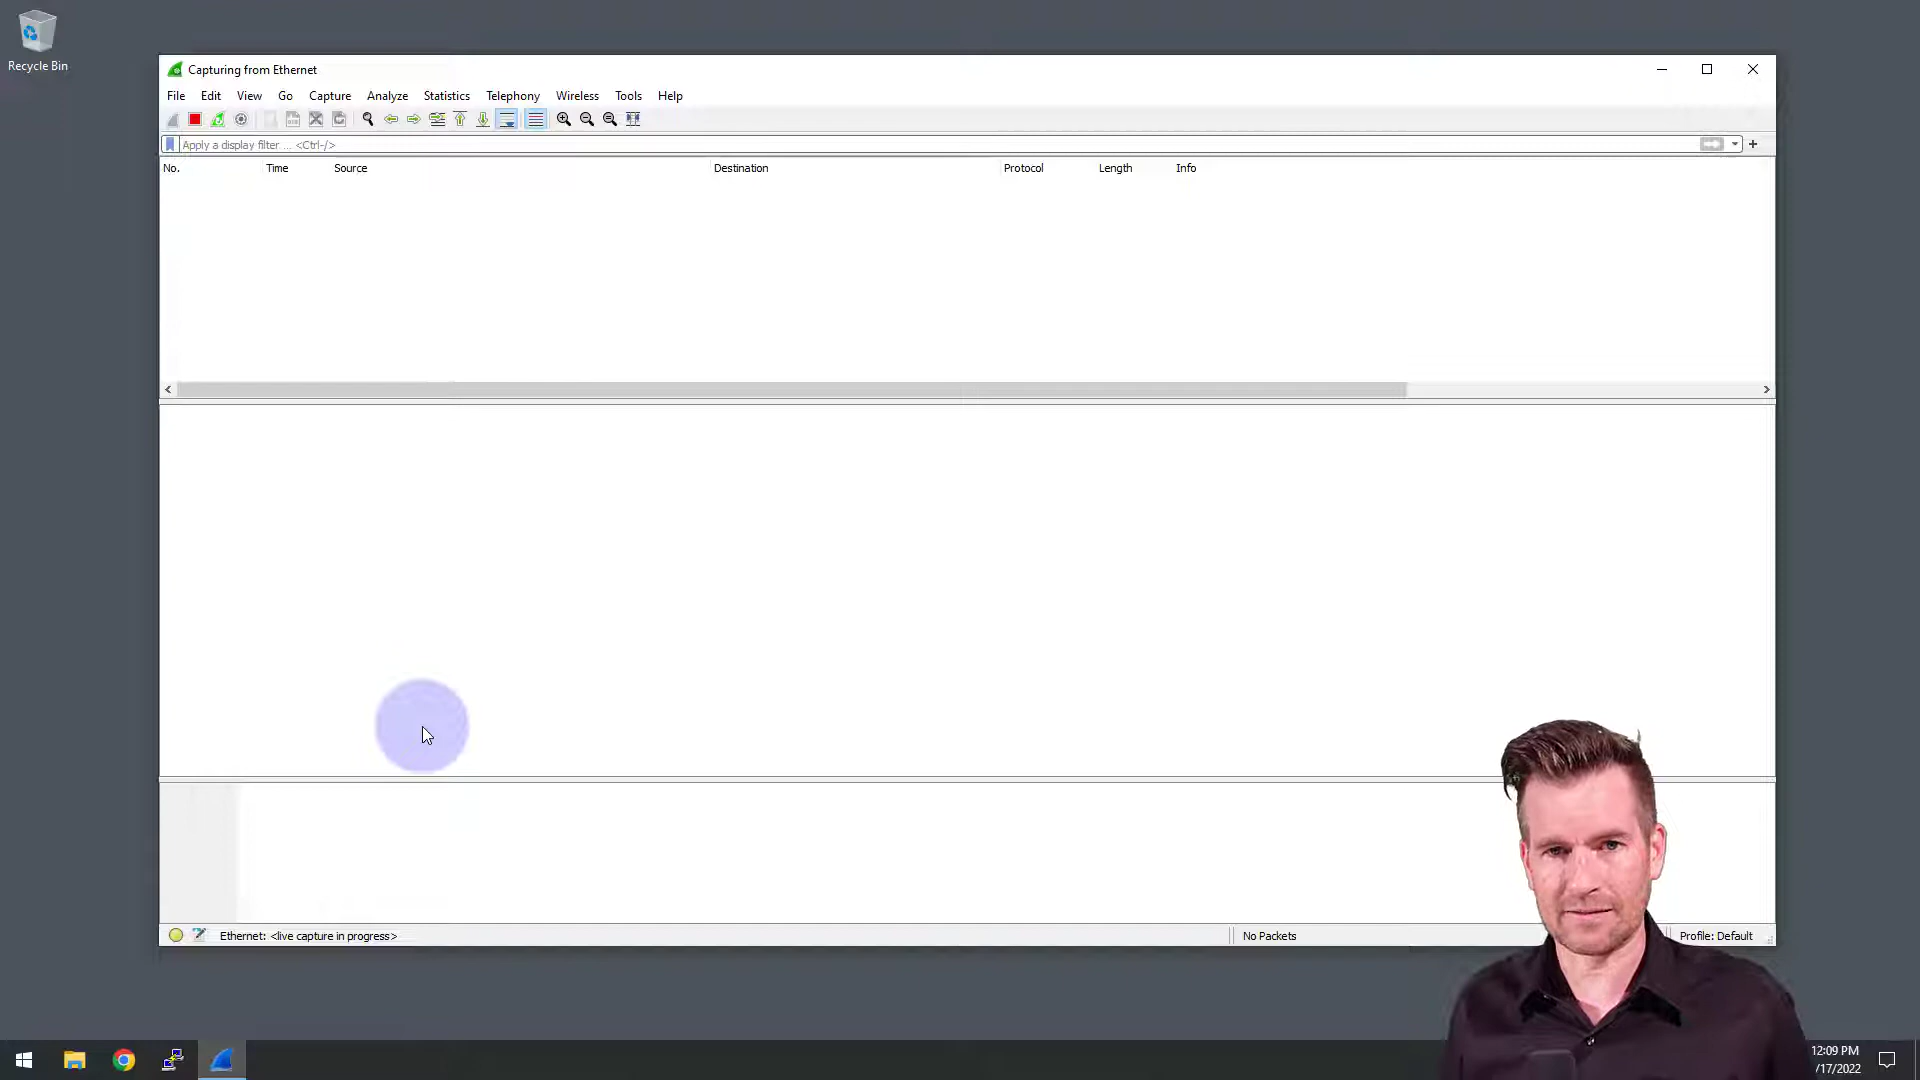 Recycle Bin
Capturing from Ethernet
File Edit View Go Capture Analyze Statistics Telephony Wireless Tools Help
Apply a display filter ... <Ctrl-/>
No. Time Source Destination Protocol Length Info
Ethernet: <live capture in progress> No Packets Profile: Default
12:09 PM
/17/2022